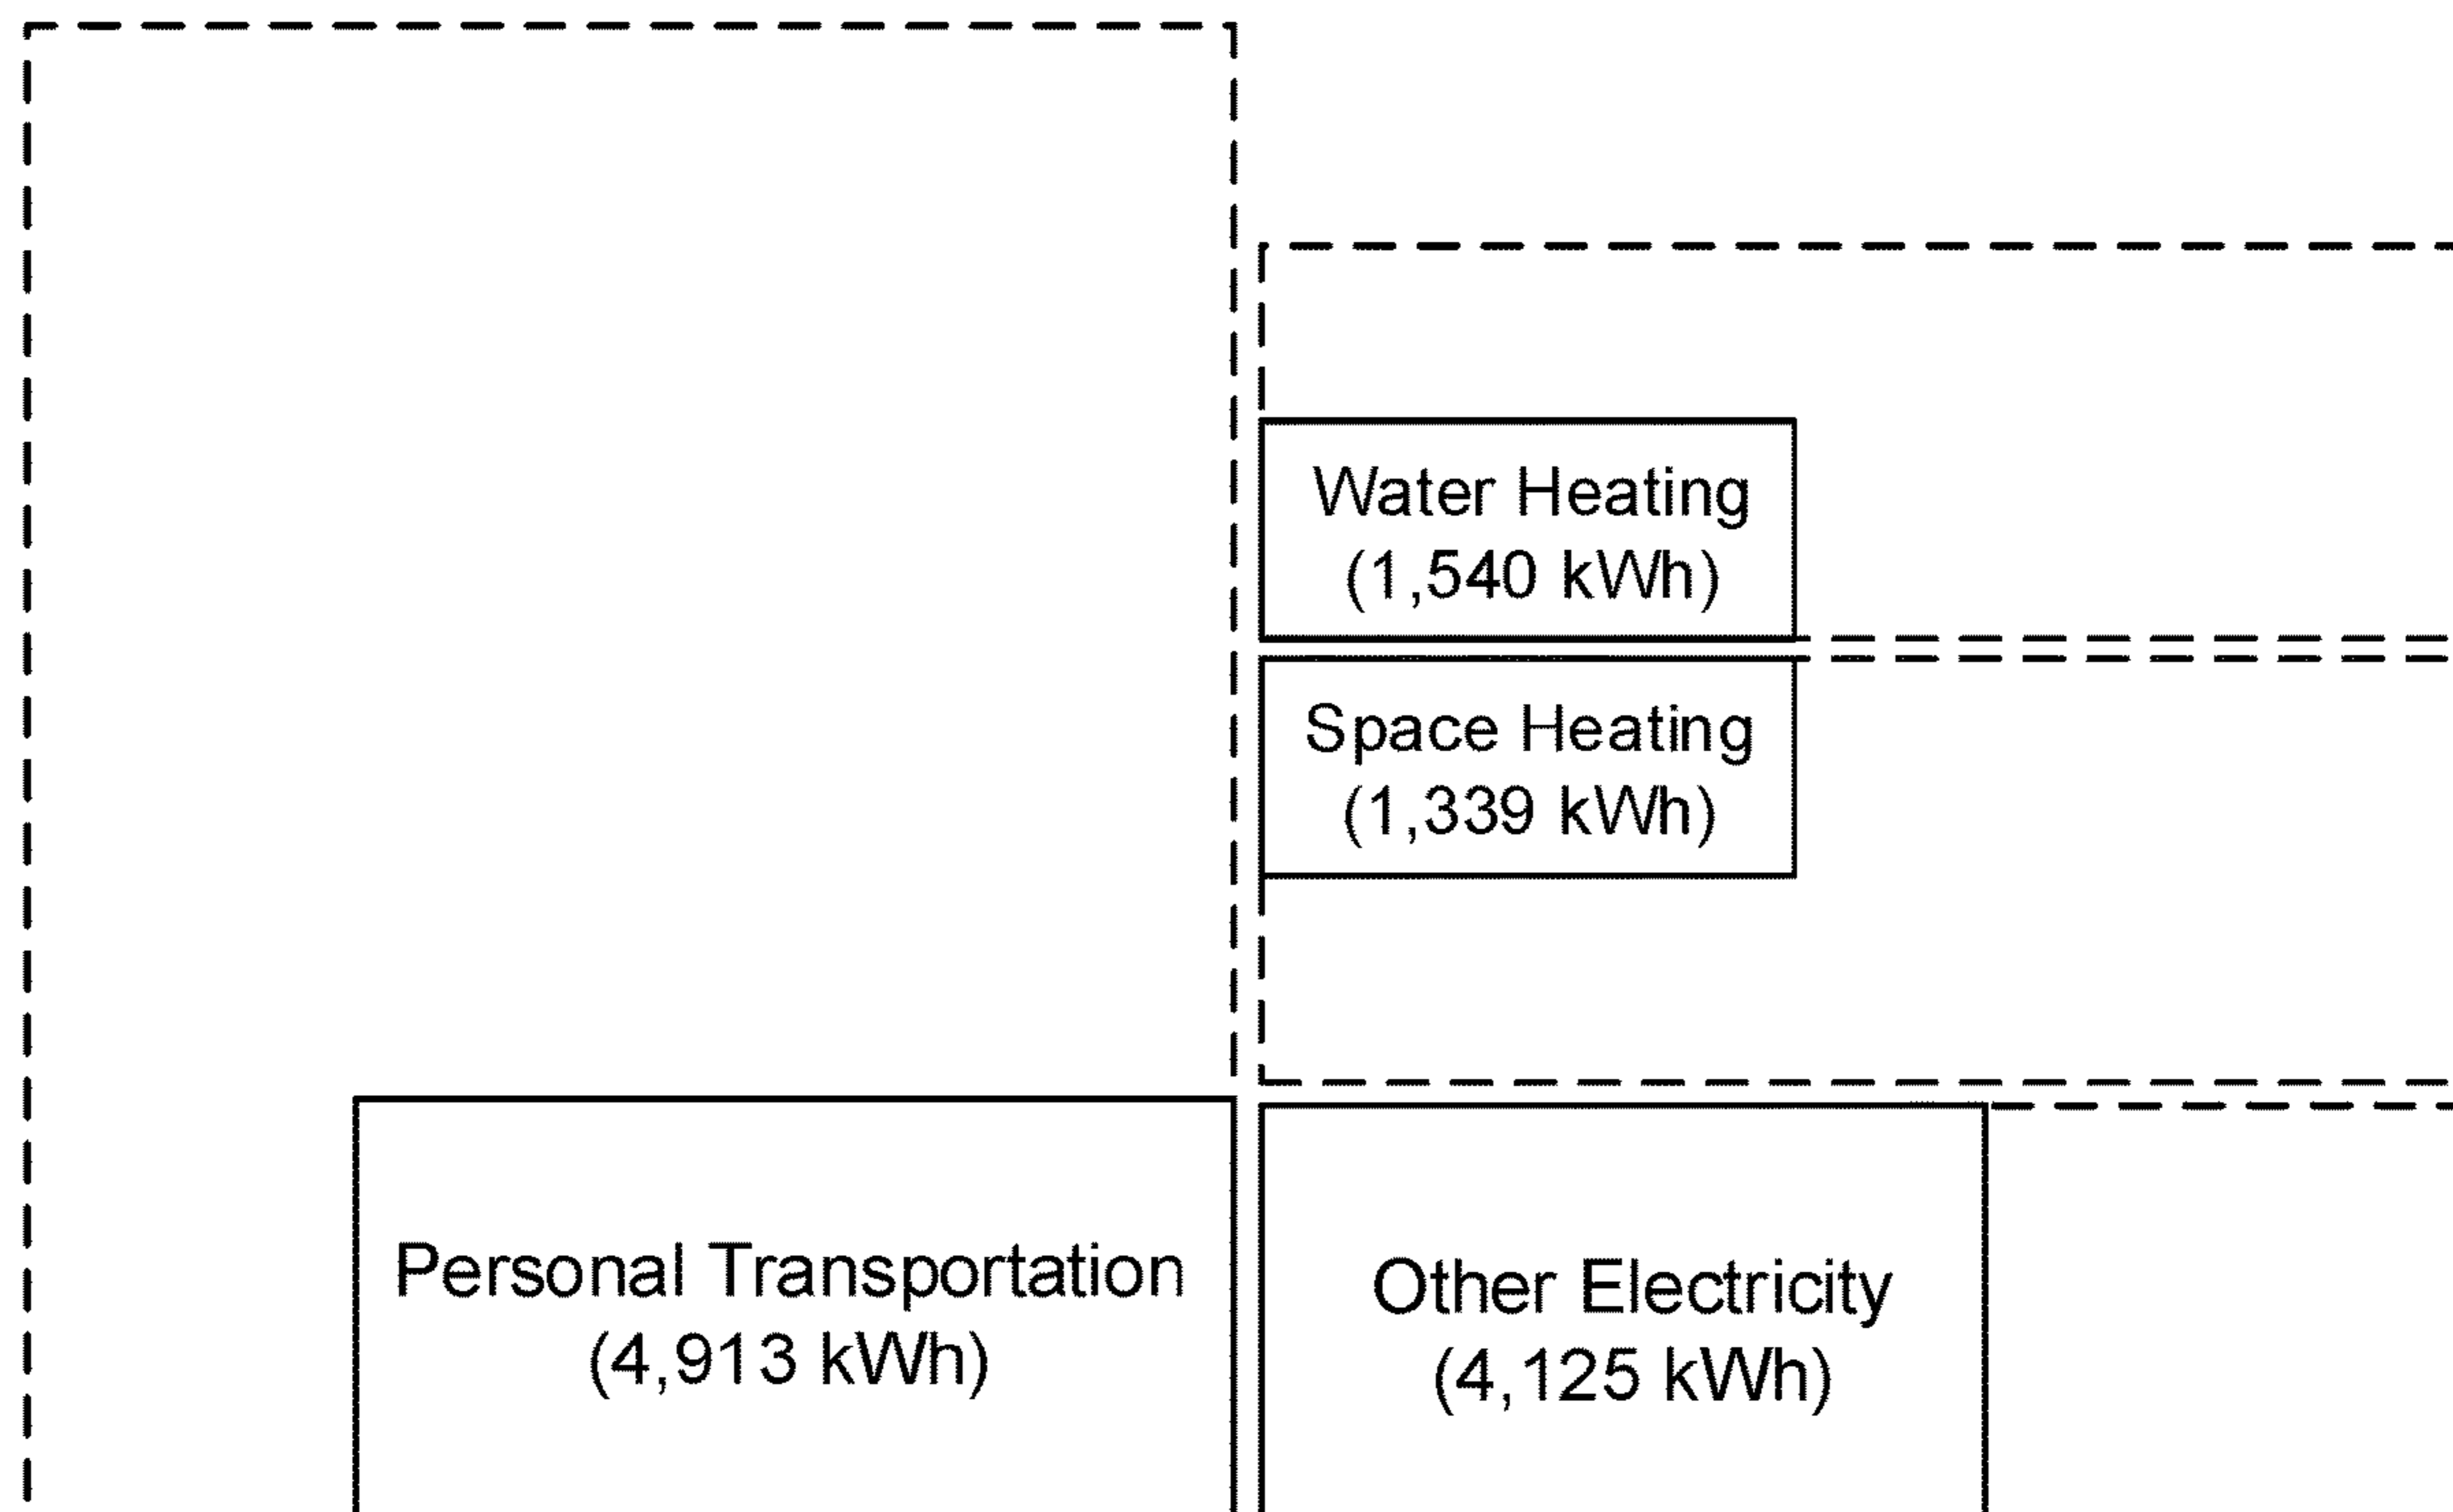 Water Heating
(1,540 kWh)
Space Heating
(1,339 kWh)
Personal Transportation
(4,913 kWh)
Other Electricity
(4,125 kWh)